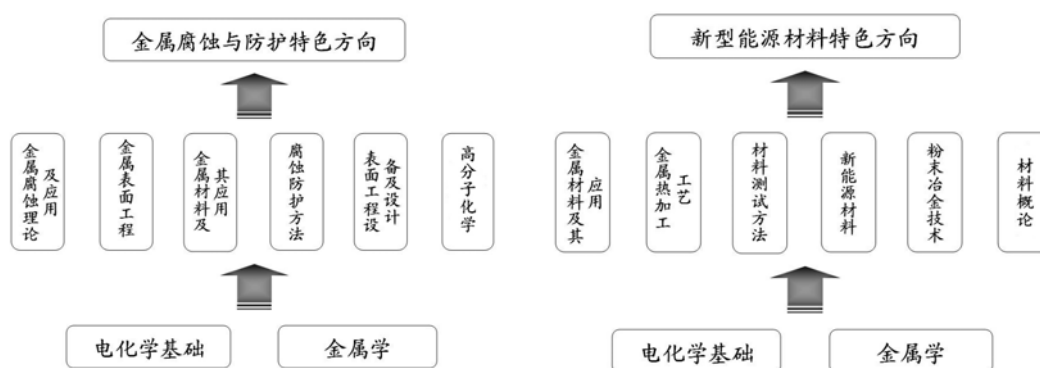 金属腐蚀与防护特色方向
金属腐蚀理论
及应用
金属表面工程
金属材料及
其应用
腐蚀防护方法
表面工程设
备及设计
高分子化学
电化学基础
金属学
新型能源材料特色方向
金属材料及其
应用
金属热加工
工艺
材料测试方法
新能源材料
粉末冶金技术
材料概论
电化学基础
金属学